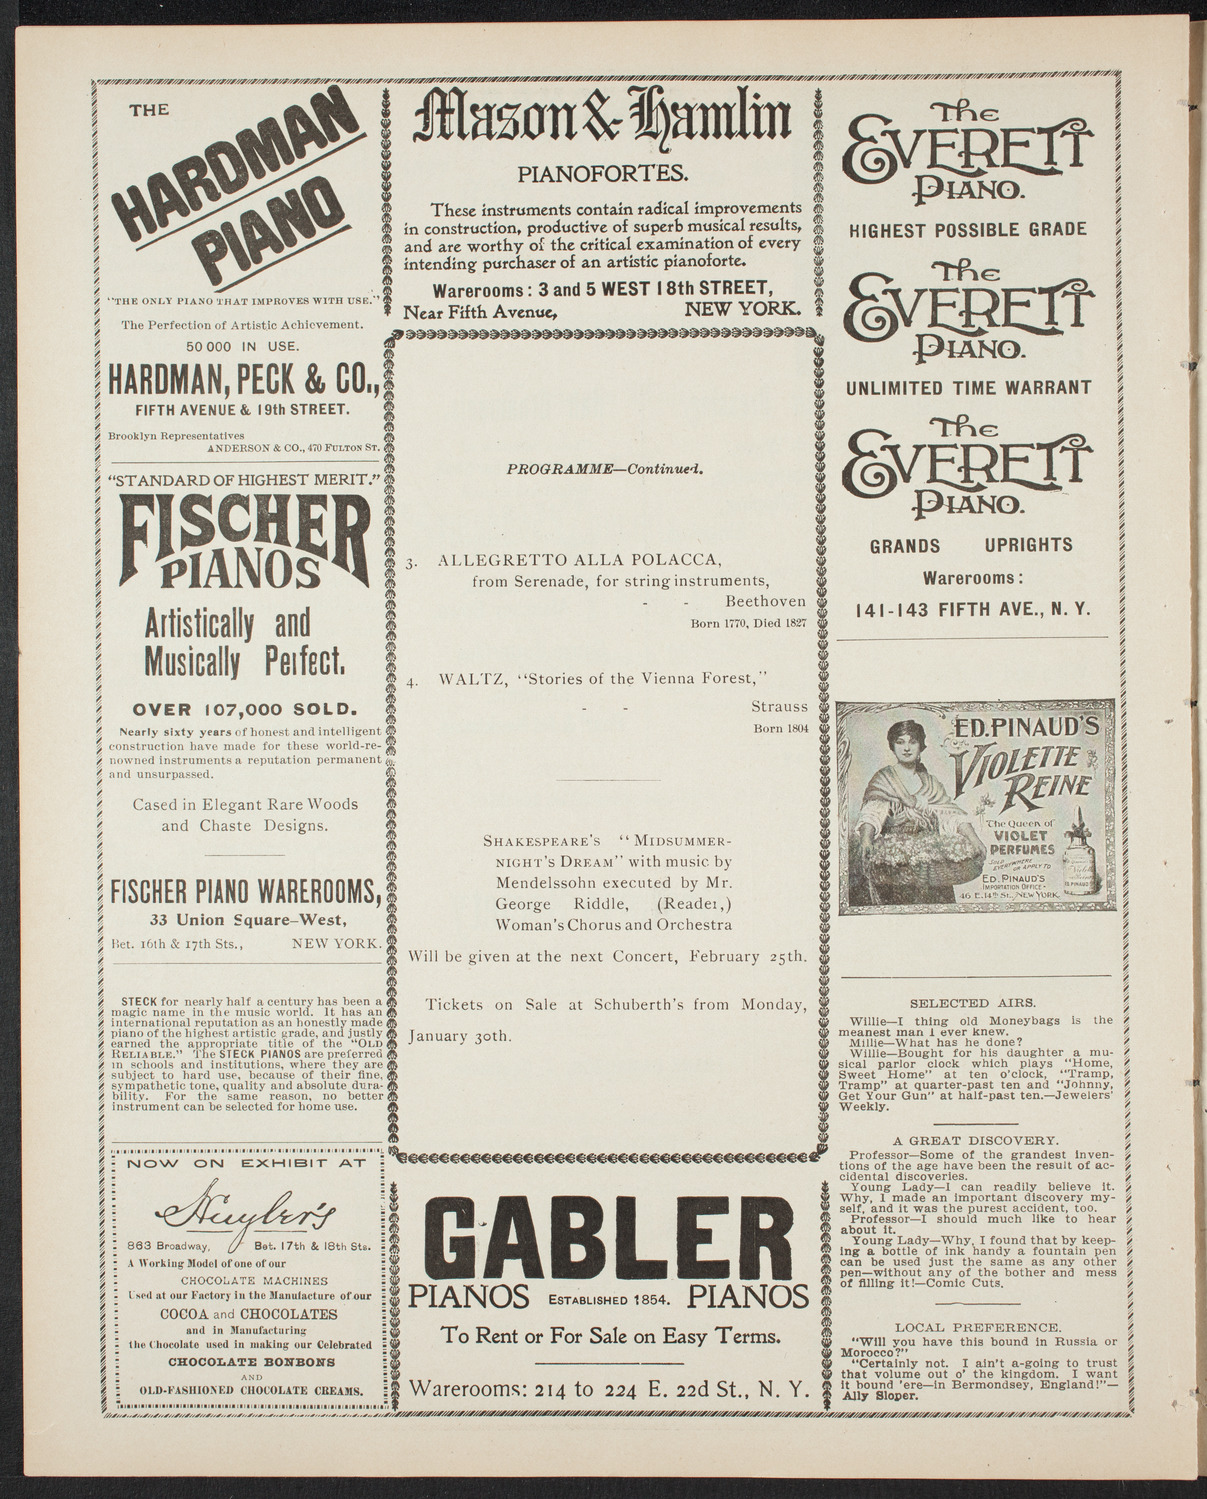 THE
HARDMAN
PIANO
"THE ONLY PIANO THAT IMPROVES WITH USE."
The Perfection of Artistic Achievement.
50 000 IN USE.
HARDMAN, PECK & CO.,
FIFTH AVENUE & 19th STREET.
Brooklyn Representatives
ANDERSON & CO., 470 FULTON ST.
"STANDARD OF HIGHEST MERIT."
FISCHER
PIANOS
Artistically and
Musically Perfect.
OVER 107,000 SOLD.
Nearly sixty years of honest and intelligent
construction have made for these world-re-
nowned instruments a reputation permanent
and unsurpassed.
Cased in Elegant Rare Woods
and Chaste Designs.
FISCHER PIANO WAREROOMS,
33 Union Square-West,
Bet. 16th & 17th Sts., NEW YORK.
STECK for nearly half a century has been a
magic name in the music world. It has an
international reputation as an honestly made
piano of the highest artistic grade, and justly
earned the appropriate title of the "OLD
RELIABLE." The STECK PIANOS are preferred
in schools and institutions, where they are
subject to hard use, because of their fine,
sympathetic tone, quality and absolute dura-
bility. For the same reason, no better
instrument can be selected for home use.
NOW ON EXHIBIT AT
Huyler's
863 Broadway, Bet. 17th & 18th Sts.
A Working Model of one of our
CHOCOLATE MACHINES
Used at our Factory in the Manufacture of our
COCOA and CHOCOLATES
and in Manufacturing
the Chocolate used in making our Celebrated
CHOCOLATE BONBONS
AND
OLD-FASHIONED CHOCOLATE CREAMS.
Mason & Hamlin
PIANOFORTES.
These instruments contain radical improvements
in construction, productive of superb musical results,
and are worthy of the critical examination of every
intending purchaser of an artistic pianoforte.
Warerooms: 3 and 5 WEST 18th STREET,
Near Fifth Avenue, NEW YORK.
PROGRAMME—Continued.
3. ALLEGRETTO ALLA POLACCA,
from Serenade, for string instruments,
- - Beethoven
Born 1770, Died 1827
4. WALTZ, "Stories of the Vienna Forest,"
- - Strauss
Born 1804
SHAKESPEARE'S "MIDSUMMER-
NIGHT'S DREAM" with music by
Mendelssohn executed by Mr.
George Riddle, (Reader,)
Woman's Chorus and Orchestra
Will be given at the next Concert, February 25th.
Tickets on Sale at Schuberth's from Monday,
January 30th.
GABLER
PIANOS ESTABLISHED 1854. PIANOS
To Rent or For Sale on Easy Terms.
Warerooms: 214 to 224 E. 22d St., N. Y.
The
EVERETT
PIANO.
HIGHEST POSSIBLE GRADE
The
EVERETT
PIANO.
UNLIMITED TIME WARRANT
The
EVERETT
PIANO.
GRANDS UPRIGHTS
Warerooms:
141-143 FIFTH AVE., N. Y.
ED. PINAUD'S
VIOLETTE
REINE
The Queen of
VIOLET
PERFUMES
SOLD
EVERYWHERE
OR APPLY TO
ED. PINAUD'S
IMPORTATION OFFICE-
46 E. 14th ST., NEW YORK.
SELECTED AIRS.
Willie—I thing old Moneybags is the
meanest man I ever knew.
Millie—What has he done?
Willie—Bought for his daughter a mu-
sical parlor clock which plays "Home,
Sweet Home" at ten o'clock, "Tramp,
Tramp" at quarter-past ten and "Johnny,
Get Your Gun" at half-past ten.—Jewelers'
Weekly.
A GREAT DISCOVERY.
Professor—Some of the grandest inven-
tions of the age have been the result of ac-
cidental discoveries.
Young Lady—I can readily believe it.
Why, I made an important discovery my-
self, and it was the purest accident, too.
Professor—I should much like to hear
about it.
Young Lady—Why, I found that by keep-
ing a bottle of ink handy a fountain pen
can be used just the same as any other
pen—without any of the bother and mess
of filling it!—Comic Cuts.
LOCAL PREFERENCE.
"Will you have this bound in Russia or
Morocco?"
"Certainly not. I ain't a-going to trust
that volume out o' the kingdom. I want
it bound 'ere—in Bermondsey, England!"—
Ally Sloper.